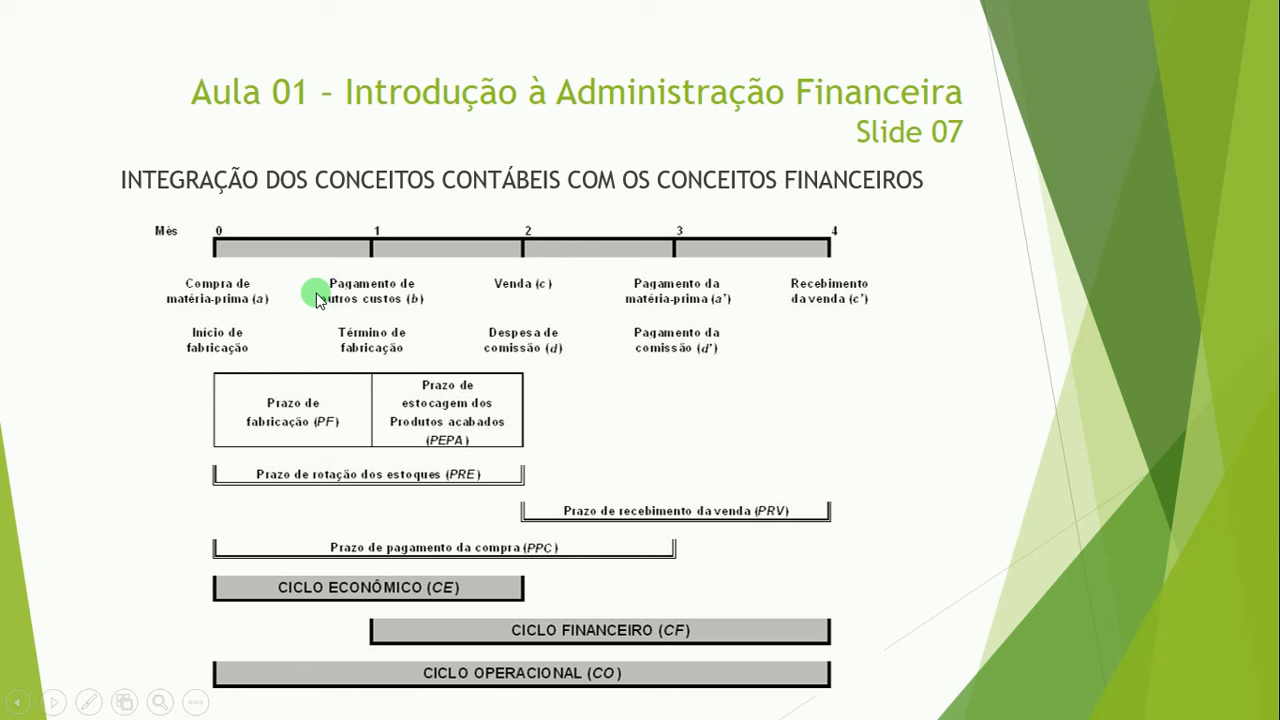 Aula 01 – Introdução à Administração Financeira
Slide 07
INTEGRAÇÃO DOS CONCEITOS CONTÁBEIS COM OS CONCEITOS FINANCEIROS
Mês 0 1 2 3 4
Compra de matéria-prima (a)
Pagamento de outros custos (b)
Venda (c)
Pagamento da matéria-prima (a')
Recebimento da venda (c')
Início de fabricação
Término de fabricação
Despesa de comissão (d)
Pagamento da comissão (d')
Prazo de fabricação (PF)
Prazo de estocagem dos Produtos acabados (PEPA)
Prazo de rotação dos estoques (PRE)
Prazo de recebimento da venda (PRV)
Prazo de pagamento da compra (PPC)
CICLO ECONÔMICO (CE)
CICLO FINANCEIRO (CF)
CICLO OPERACIONAL (CO)